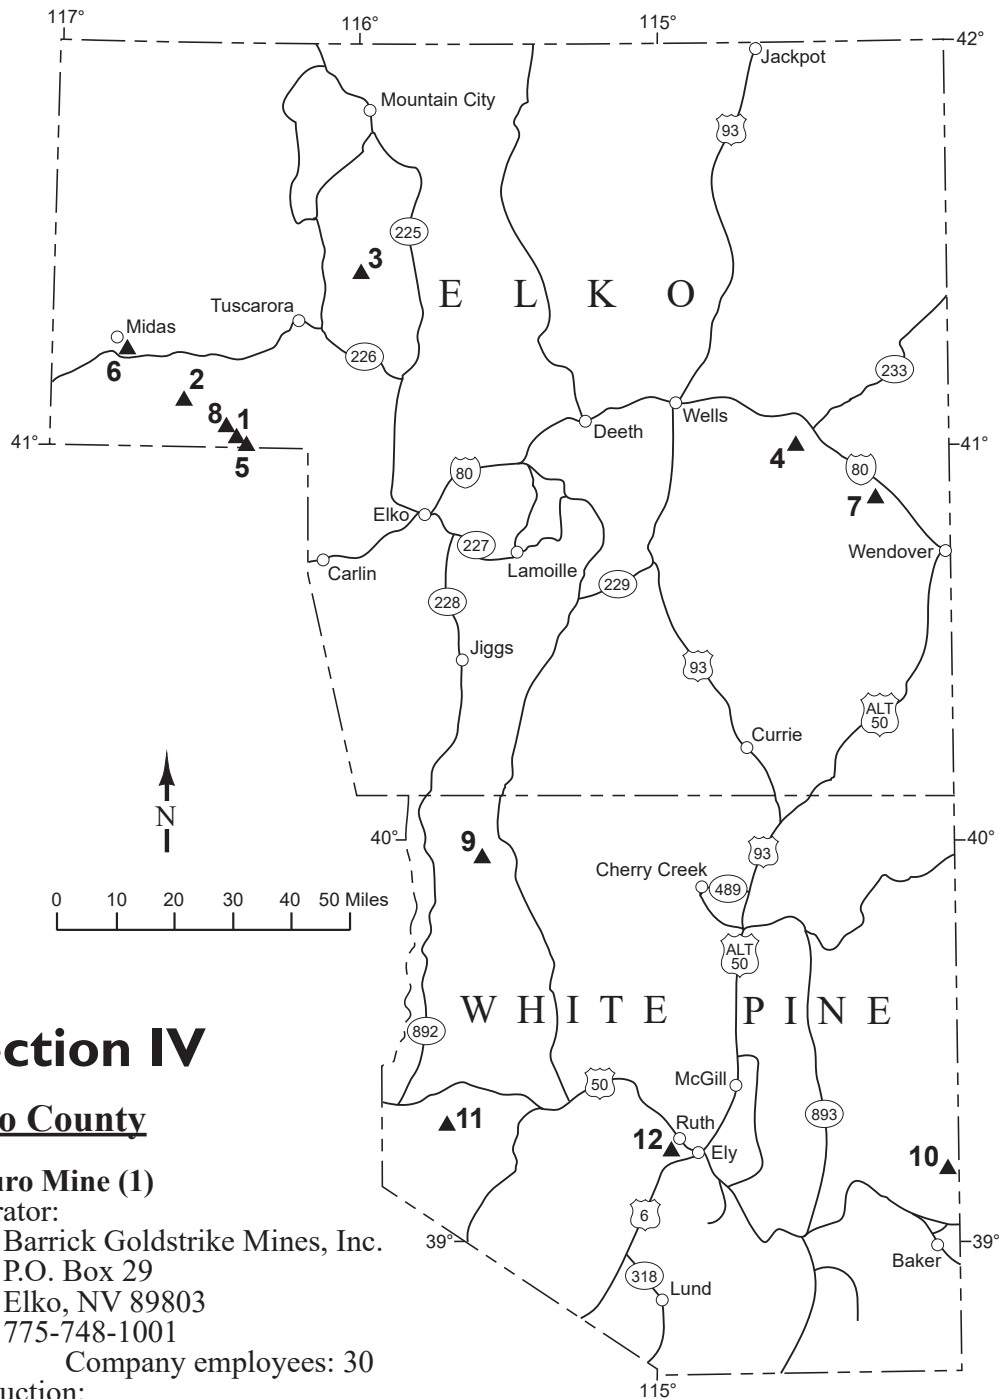 117°
116°
115°
42°
Jackpot
Mountain City
93
225
3
E L K O
Tuscarora
Midas
6
226
233
2
8
1
5
41°
Wells
Deeth
4
41°
80
80
7
Elko
227
Wendover
Carlin
Lamoille
229
228
Jiggs
93
ALT
50
Currie
N
40°
9
93
40°
Cherry Creek
489
0 10 20 30 40 50 Miles
ALT
50
W H I T E P I N E
892
ction IV
McGill
50
o County
11
Ruth
893
12
Ely
10
uro Mine (1)
rator:
6
Barrick Goldstrike Mines, Inc.
39°
39°
Baker
P.O. Box 29
318
Lund
Elko, NV 89803
775-748-1001
Company employees: 30
uction:
115°